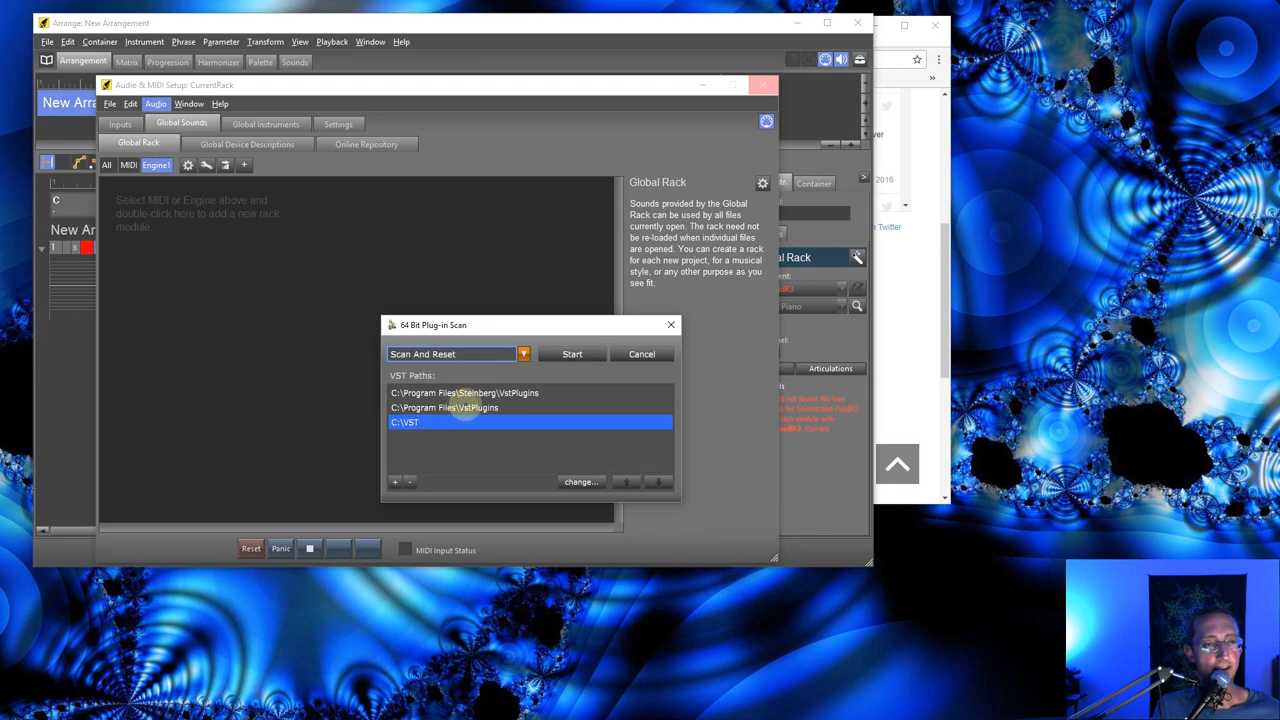 Arrange: New Arrangement
File Edit Container Instrument Phrase Parameter Transform View Playback Window Help
Arrangement Matrix Progression Harmonizer Palette Sounds
Audio & MIDI Setup: CurrentRack
New Arra
File Edit Audio Window Help
Inputs Global Sounds Global Instruments Settings
Global Rack Global Device Descriptions Online Repository
All MIDI Engine1
Select MIDI or Engine above and
double-click here to add a new rack
module.
Global Rack
Sounds provided by the Global
Rack can be used by all files
currently open. The rack need not
be re-loaded when individual files
are opened. You can create a rack
for each new project, for a musical
style, or any other purpose as you
see fit.
C
New Ar
1 s
64 Bit Plug-in Scan
Scan And Reset Start Cancel
VST Paths:
C:\Program Files\Steinberg\VstPlugins
C:\Program Files\VstPlugins
C:\VST
+ - change...
Reset Panic MIDI Input Status
Container
al Rack
Piano
Articulations
2016
Twitter